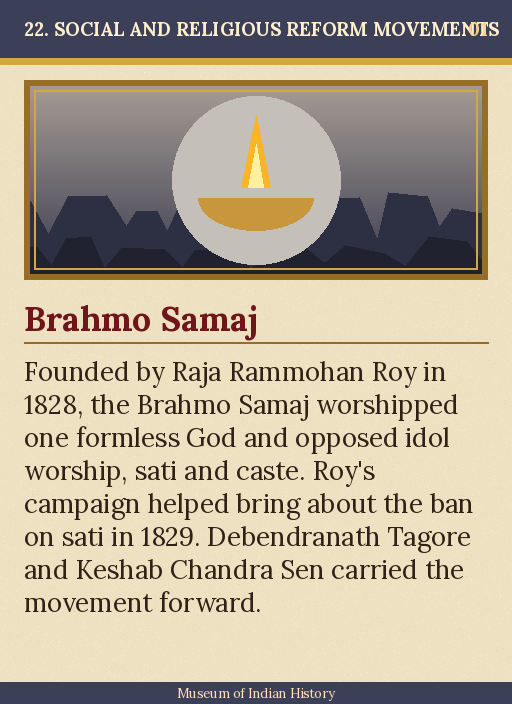 22. SOCIAL AND RELIGIOUS REFORM MOVEMENTS
Brahmo Samaj
Founded by Raja Rammohan Roy in
1828, the Brahmo Samaj worshipped
one formless God and opposed idol
worship, sati and caste. Roy's
campaign helped bring about the ban
on sati in 1829. Debendranath Tagore
and Keshab Chandra Sen carried the
movement forward.
Museum of Indian History